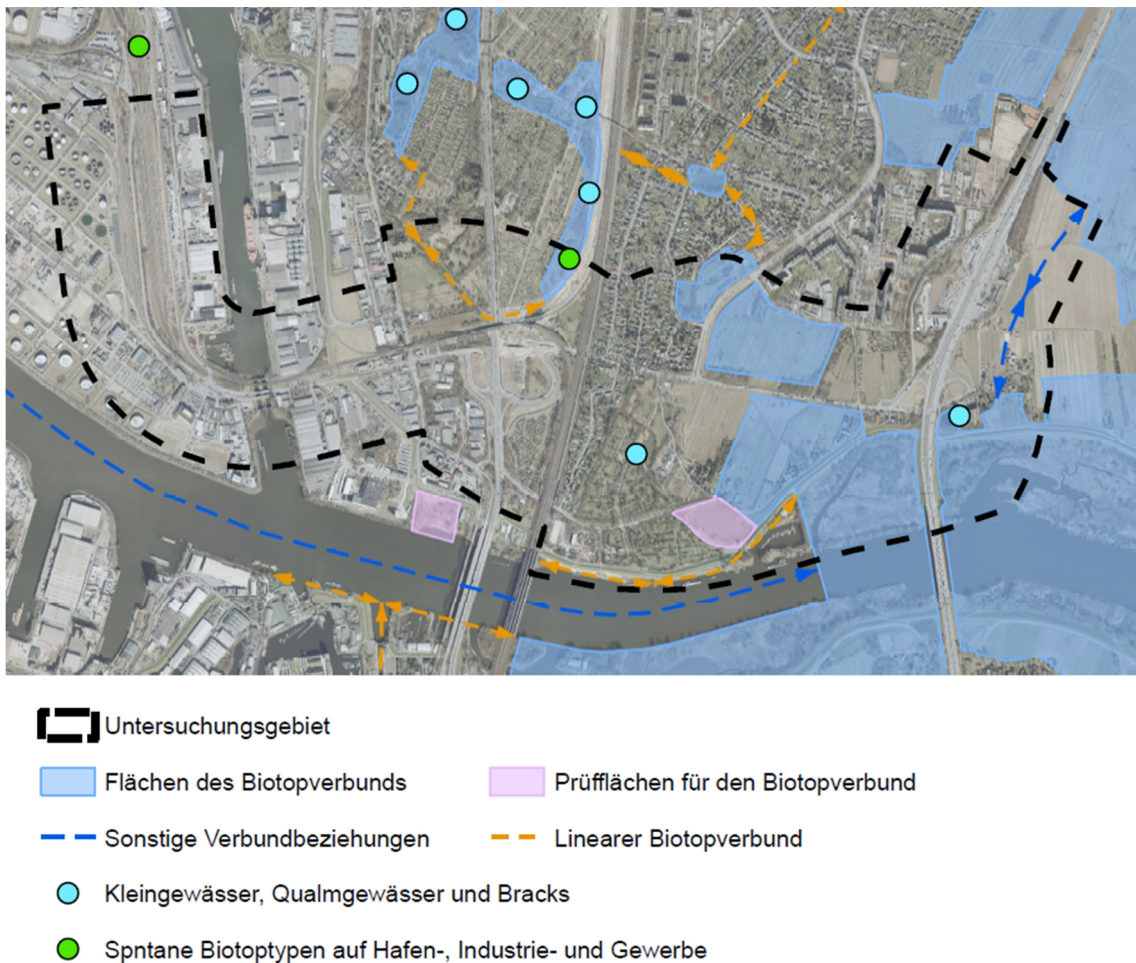 Untersuchungsgebiet
Flächen des Biotopverbunds
Prüfflächen für den Biotopverbund
Sonstige Verbundbeziehungen
Linearer Biotopverbund
Kleingewässer, Qualmgewässer und Bracks
Spntane Biotoptypen auf Hafen-, Industrie- und Gewerbe